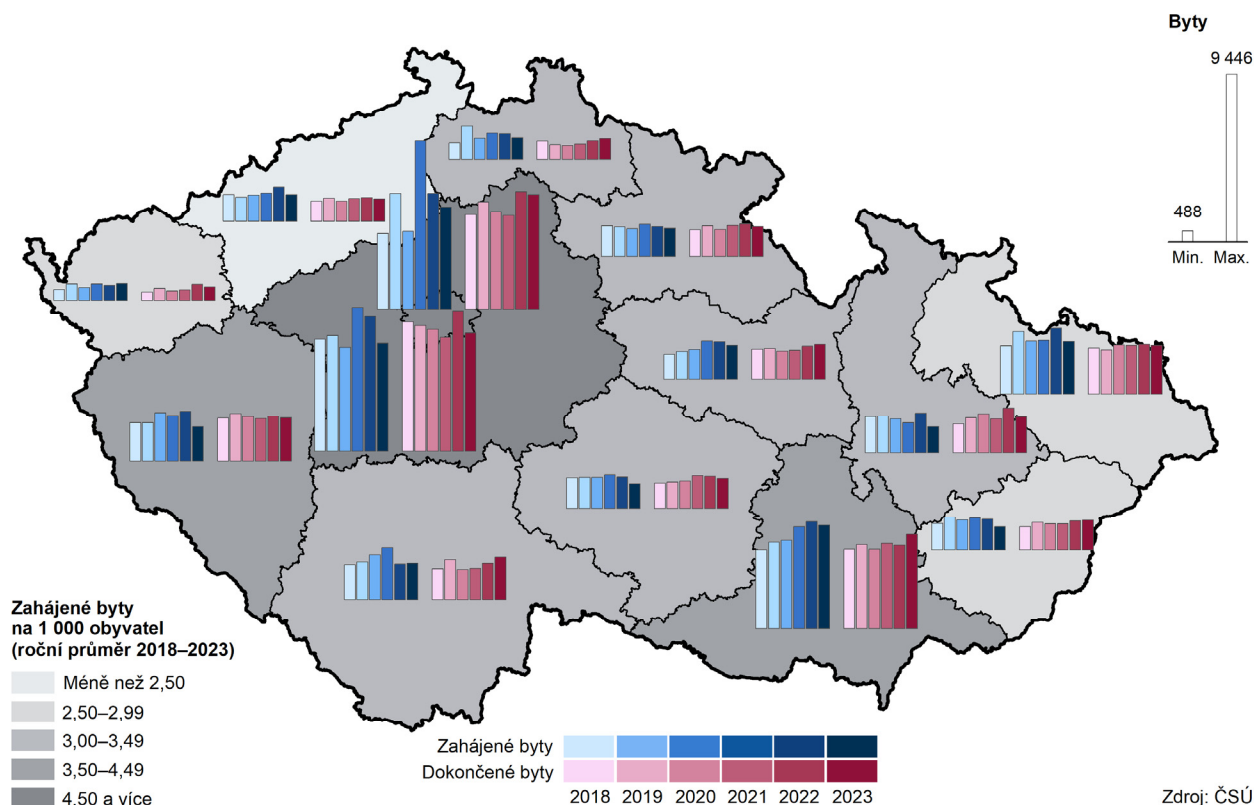 Byty
9 446
488
Min. Max.
Zahájené byty
na 1 000 obyvatel
(roční průměr 2018–2023)
Méně než 2,50
2,50–2,99
3,00–3,49
3,50–4,49
4,50 a více
Zahájené byty
Dokončené byty
2018 2019 2020 2021 2022 2023
Zdroj: ČSÚ